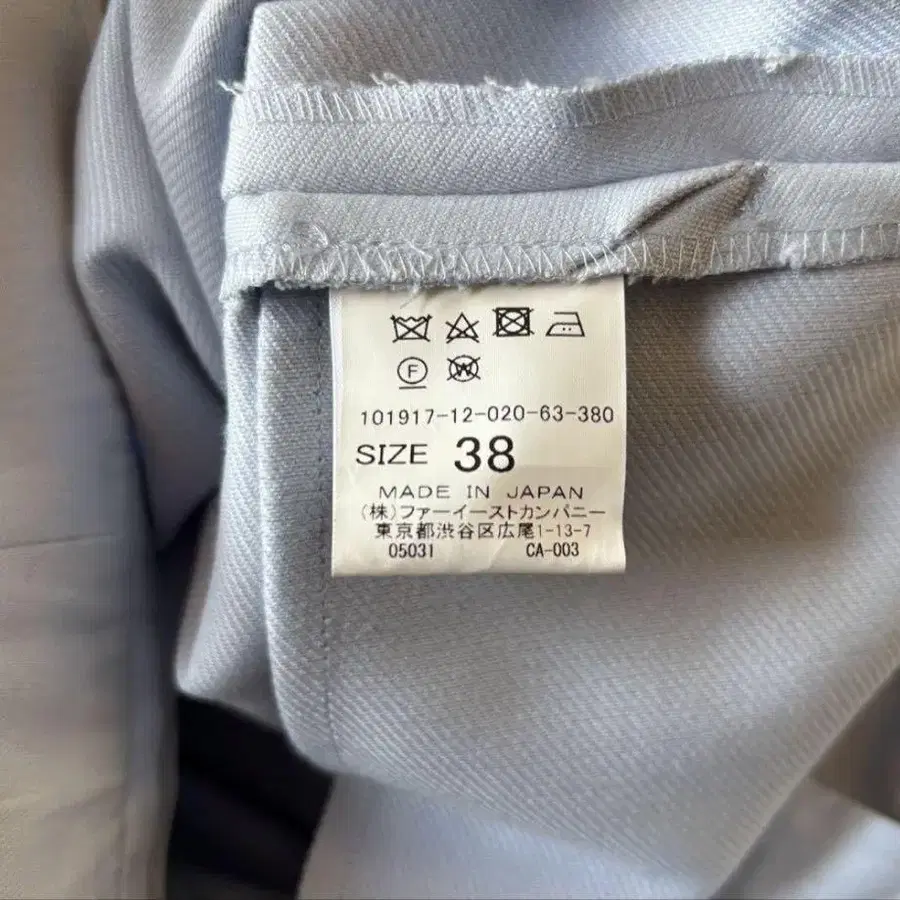 F
W
101917-12-020-63-380
SIZE 38
MADE IN JAPAN
(株)ファーイーストカンパニー
東京都渋谷区広尾1-13-7
05031 CA-003